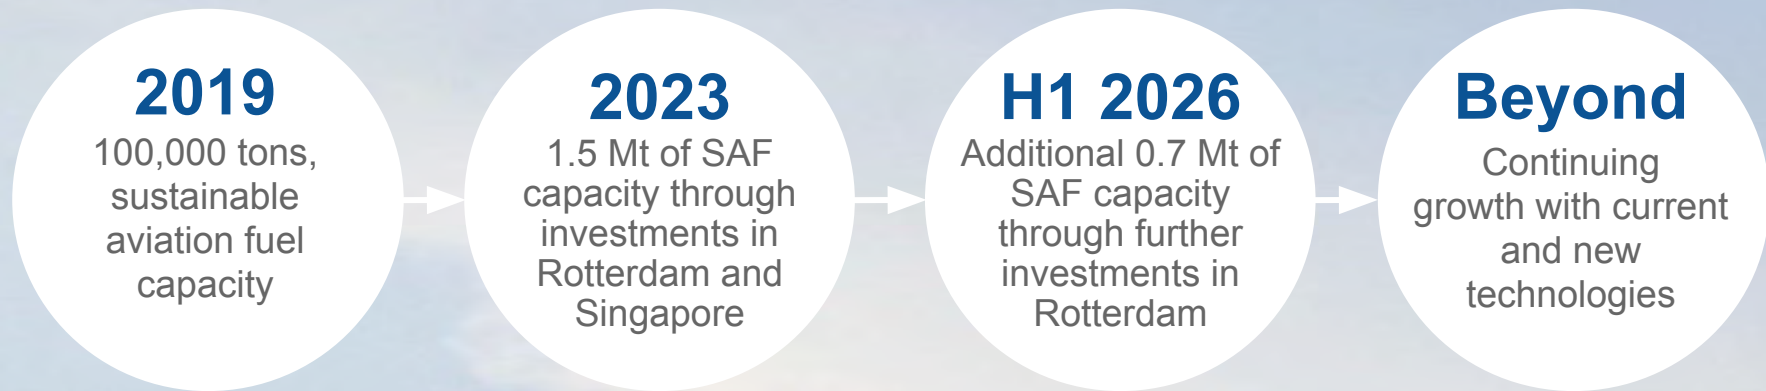 2019
100,000 tons,
sustainable
aviation fuel
capacity
2023
1.5 Mt of SAF
capacity through
investments in
Rotterdam and
Singapore
H1 2026
Additional 0.7 Mt of
SAF capacity
through further
investments in
Rotterdam
Beyond
Continuing
growth with current
and new
technologies